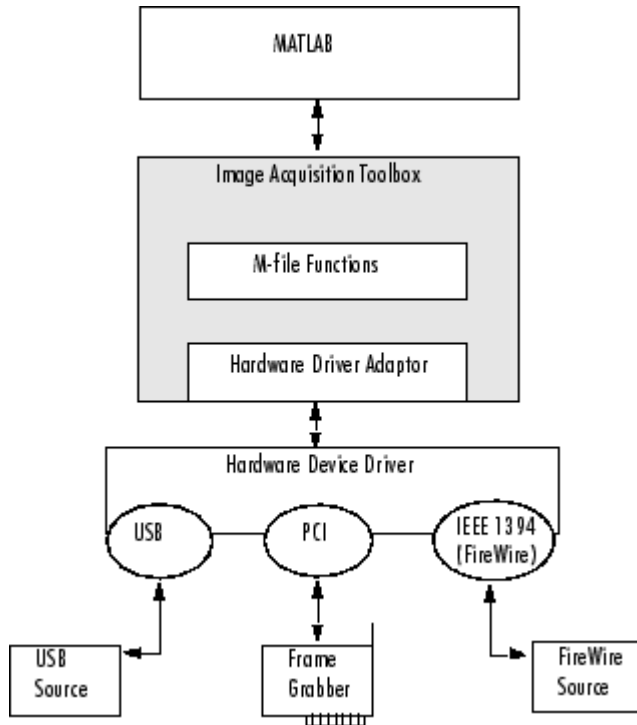 MATLAB
Image Acquisition Toolbox
M-file Functions
Hardware Driver Adaptor
Hardware Device Driver
USB
PCI
IEEE 1394
(FireWire)
USB
Source
Frame
Grabber
FireWire
Source